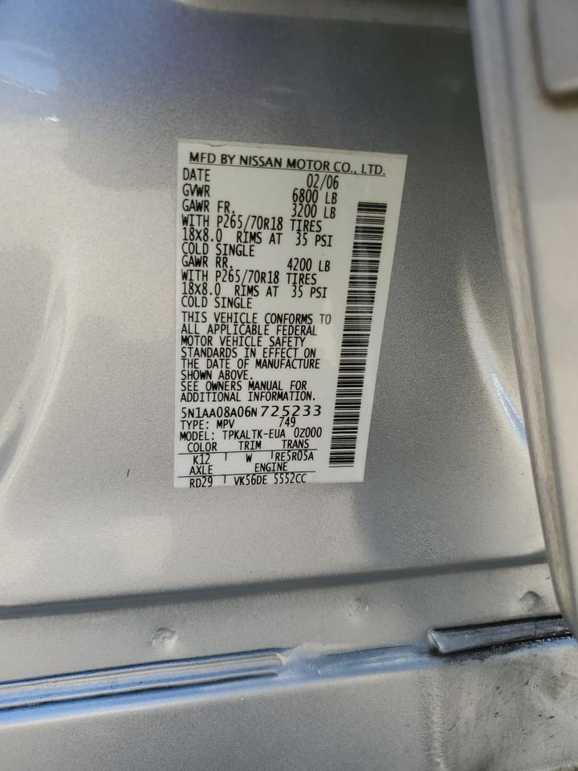 MFD BY NISSAN MOTOR CO., LTD.
DATE 02/06
GVWR 6800 LB
GAWR FR. 3200 LB
WITH P265/70R18 TIRES
18X8.0 RIMS AT 35 PSI
COLD SINGLE
GAWR RR. 4200 LB
WITH P265/70R18 TIRES
18X8.0 RIMS AT 35 PSI
COLD SINGLE
THIS VEHICLE CONFORMS TO
ALL APPLICABLE FEDERAL
MOTOR VEHICLE SAFETY
STANDARDS IN EFFECT ON
THE DATE OF MANUFACTURE
SHOWN ABOVE.
SEE OWNERS MANUAL FOR
ADDITIONAL INFORMATION.
5N1AA08A06N725233
TYPE: MPV 749
MODEL: TPKALTK-EUA 0Z000
COLOR TRIM TRANS
K12 W RE5R05A
AXLE ENGINE
RD29 VK56DE 5552CC